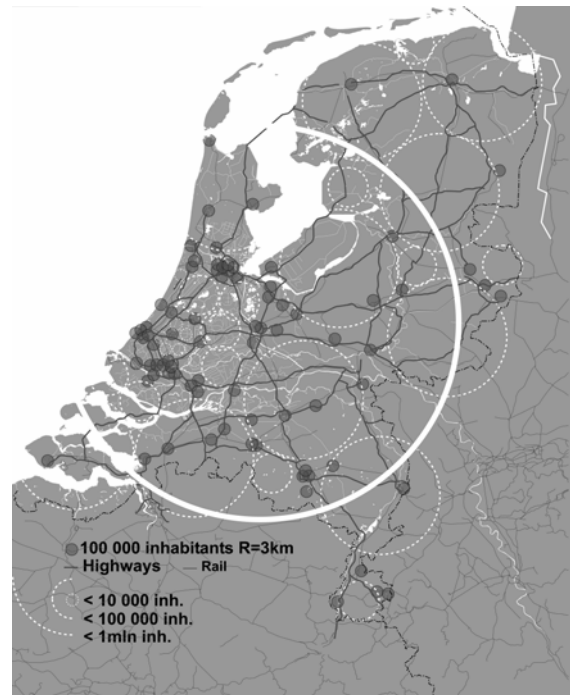 100 000 inhabitants R=3km
Highways Rail
< 10 000 inh.
< 100 000 inh.
< 1mln inh.